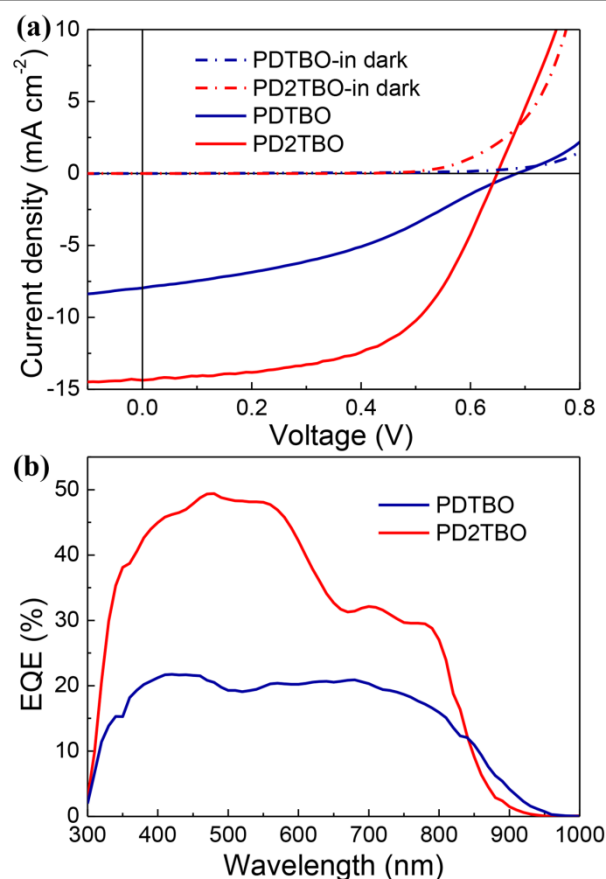 (a)
10
5
0
-5
-10
-15
Current density (mA cm⁻²)
PDTBO-in dark
PD2TBO-in dark
PDTBO
PD2TBO
0.0 0.2 0.4 0.6 0.8
Voltage (V)
(b)
50
40
30
20
10
0
EQE (%)
PDTBO
PD2TBO
300 400 500 600 700 800 900 1000
Wavelength (nm)